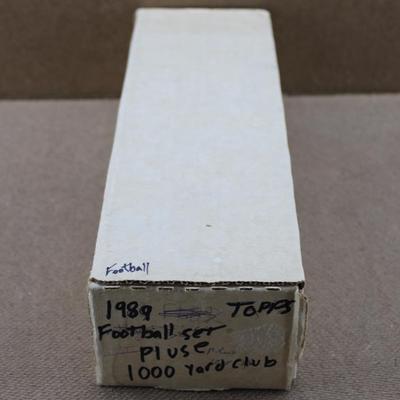 Football
1989 TOPPS
Football set
Pluse
1000 Yard Club